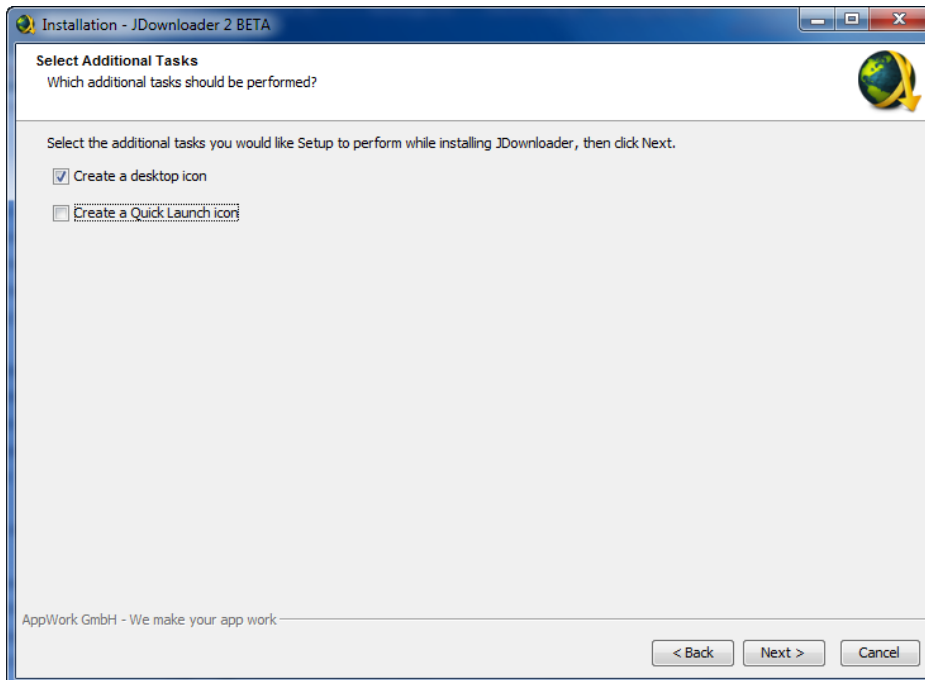 Installation - JDownloader 2 BETA
Select Additional Tasks
Which additional tasks should be performed?
Select the additional tasks you would like Setup to perform while installing JDownloader, then click Next.
Create a desktop icon
Create a Quick Launch icon
AppWork GmbH - We make your app work
< Back Next > Cancel